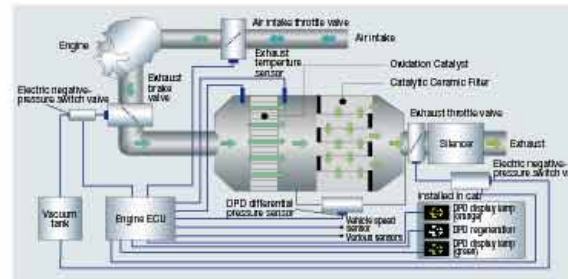 Air intake throttle valve
Engine
Air intake
Exhaust
temperture
sensor
Oxidation Catalyst
Catalytic Ceramic Filter
Exhaust
brake
valve
Electric negative-
pressure switch valve
Exhaust throttle valve
Silencer
Exhaust
Electric negative-
pressure switch va
Vacuum
tank
Engine ECU
DPD differential
pressure sensor
Vehicle speed
sensor
Various sensors
Installed in cab
DPD display lamp
(orange)
DPD regeneration
DPD display lamp
(green)